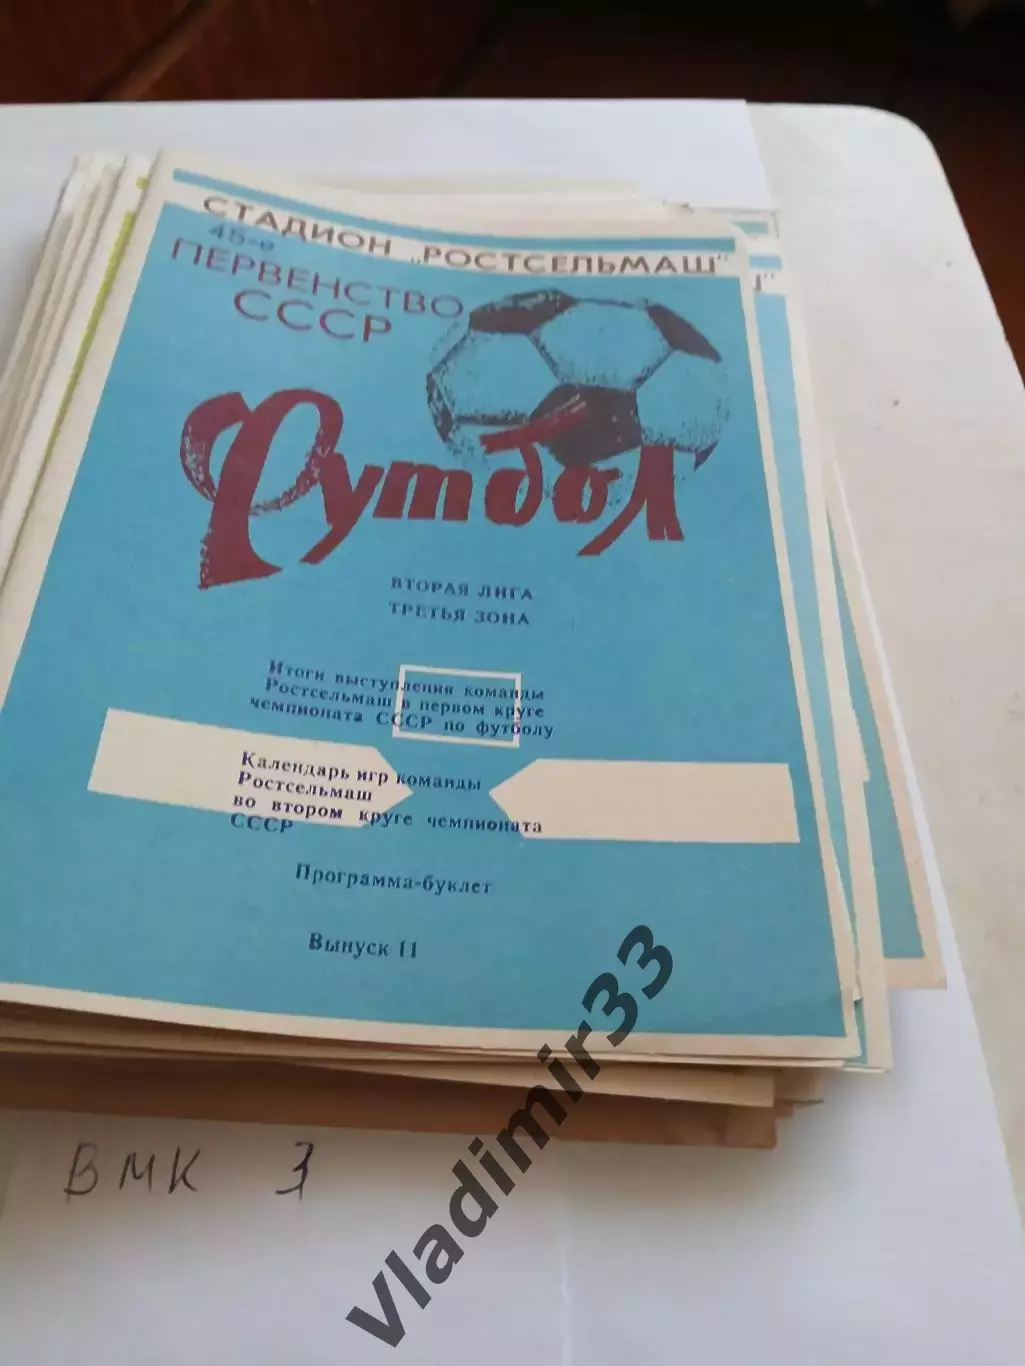 СТАДИОН „РОСТСЕЛЬМАШ"
45-е
ПЕРВЕНСТВО
СССР
Футбол
ВТОРАЯ ЛИГА
ТРЕТЬЯ ЗОНА
Итоги выступления команды
Ростсельмаш в первом круге
чемпионата СССР по футболу
Календарь игр команды
Ростсельмаш
во втором круге чемпионата
СССР
Программа-буклет
Выпуск 11
ВМК 3
Vladimir33